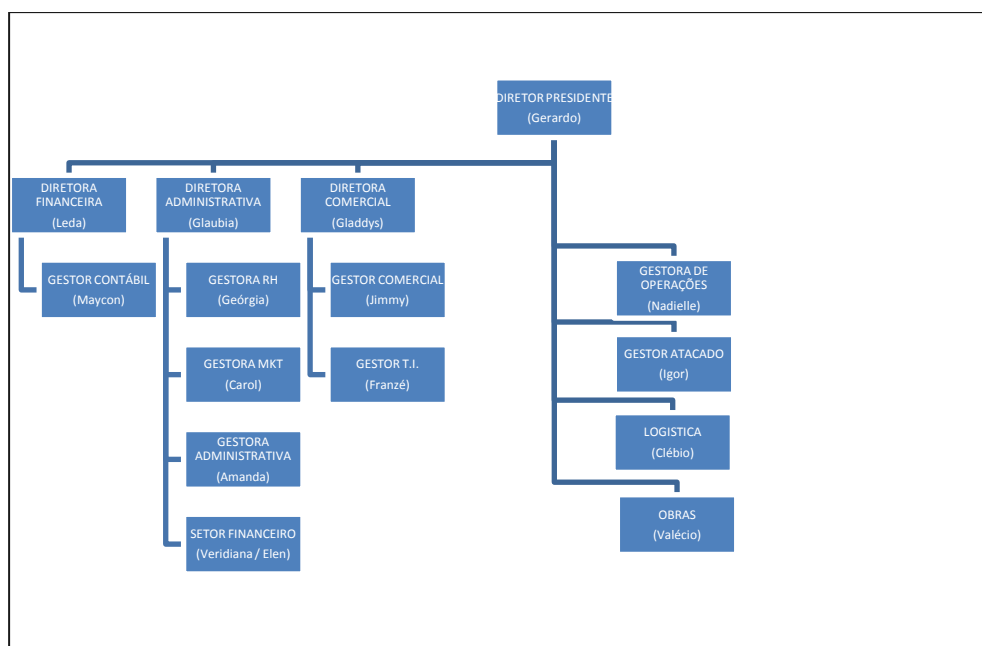 DIRETOR PRESIDENTE
(Gerardo)
DIRETORA
FINANCEIRA
(Leda)
DIRETORA
ADMINISTRATIVA
(Glaubia)
DIRETORA
COMERCIAL
(Gladdys)
GESTOR CONTÁBIL
(Maycon)
GESTORA RH
(Geórgia)
GESTORA MKT
(Carol)
GESTORA
ADMINISTRATIVA
(Amanda)
SETOR FINANCEIRO
(Veridiana / Elen)
GESTOR COMERCIAL
(Jimmy)
GESTOR T.I.
(Franzé)
GESTORA DE
OPERAÇÕES
(Nadielle)
GESTOR ATACADO
(Igor)
LOGISTICA
(Clébio)
OBRAS
(Valécio)